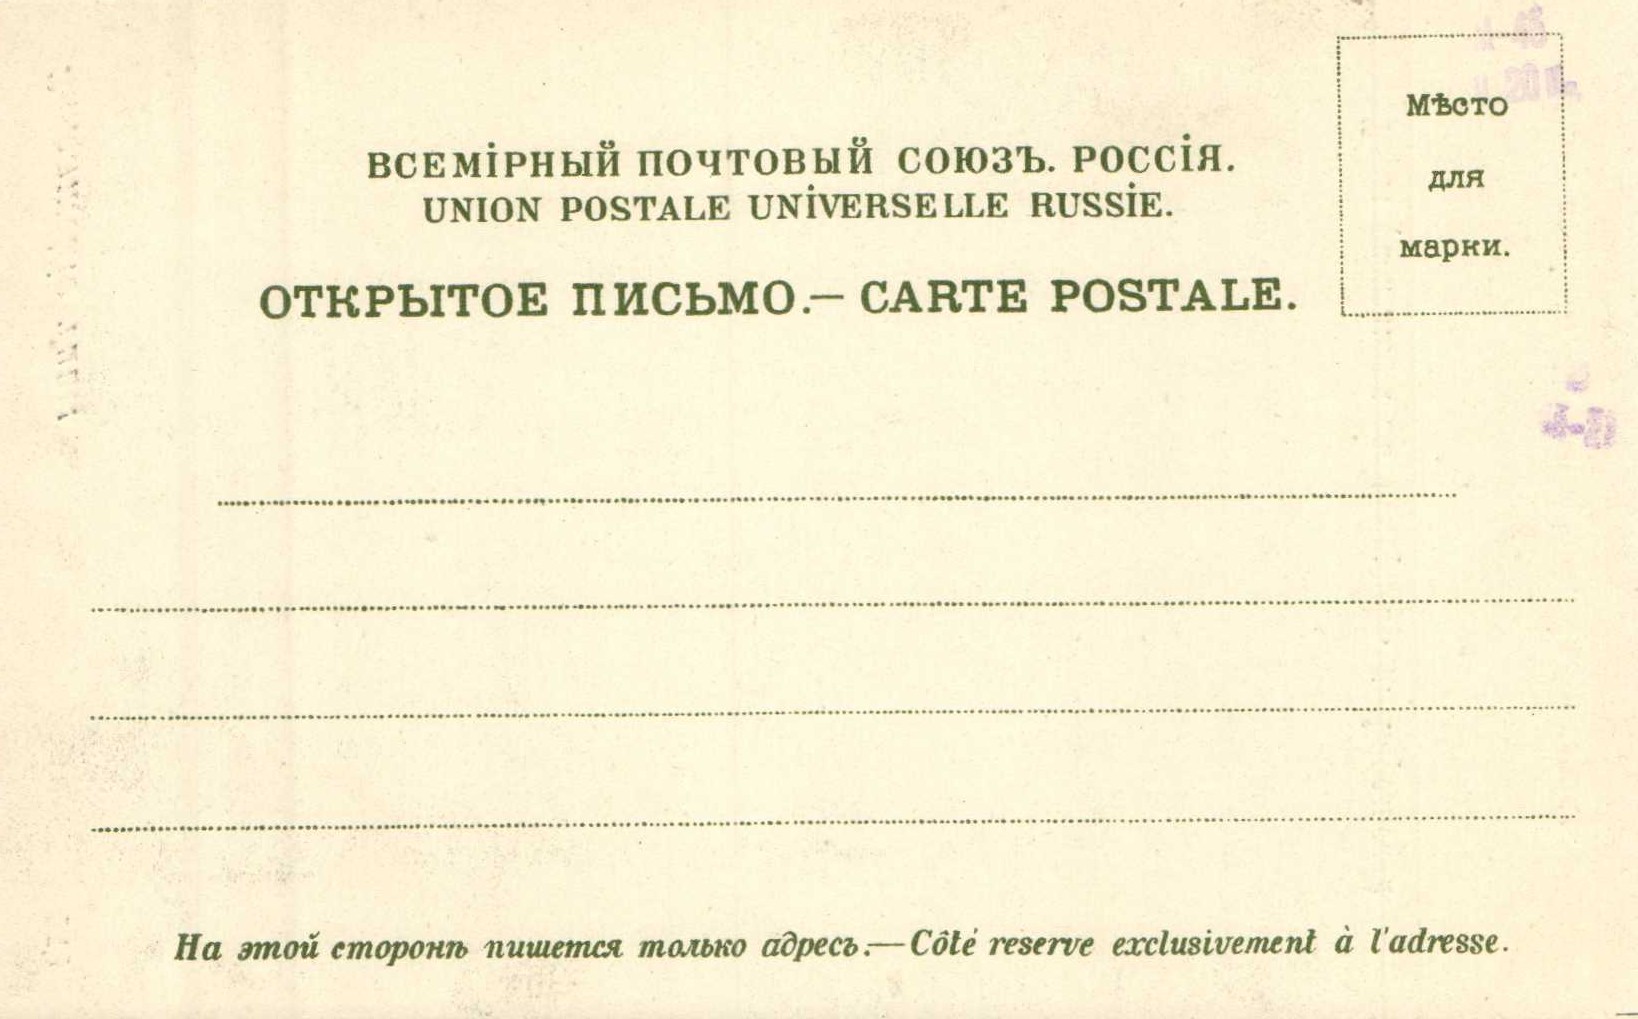 ВСЕМІРНЫЙ ПОЧТОВЫЙ СОЮЗЪ. РОССІЯ.
UNION POSTALE UNIVERSELLE RUSSIE.
ОТКРЫТОЕ ПИСЬМО.— CARTE POSTALE.
Мѣсто
для
марки.
На этой сторонѣ пишется только адресъ.—Côté reserve exclusivement à l'adresse.